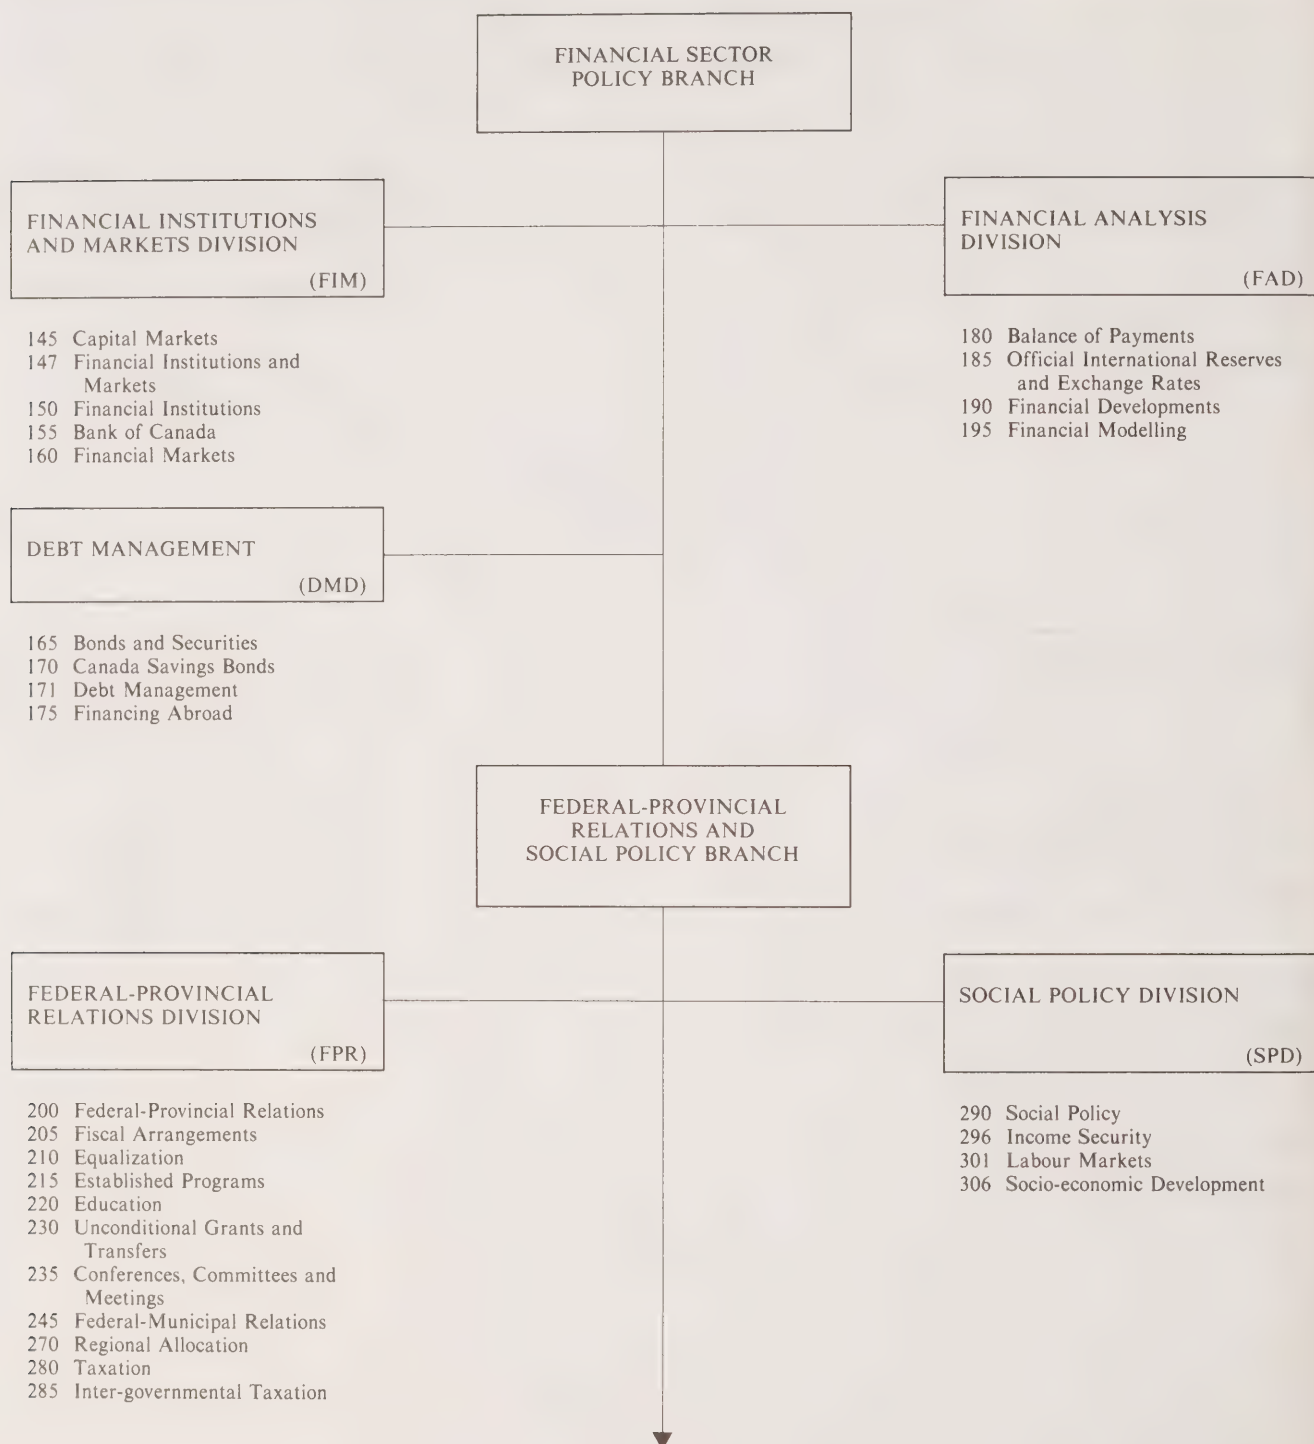 FINANCIAL SECTOR
POLICY BRANCH
FINANCIAL INSTITUTIONS
AND MARKETS DIVISION
(FIM)
FINANCIAL ANALYSIS
DIVISION
(FAD)
145 Capital Markets
147 Financial Institutions and
Markets
150 Financial Institutions
155 Bank of Canada
160 Financial Markets
180 Balance of Payments
185 Official International Reserves
and Exchange Rates
190 Financial Developments
195 Financial Modelling
DEBT MANAGEMENT
(DMD)
165 Bonds and Securities
170 Canada Savings Bonds
171 Debt Management
175 Financing Abroad
FEDERAL-PROVINCIAL
RELATIONS AND
SOCIAL POLICY BRANCH
FEDERAL-PROVINCIAL
RELATIONS DIVISION
(FPR)
SOCIAL POLICY DIVISION
(SPD)
200 Federal-Provincial Relations
205 Fiscal Arrangements
210 Equalization
215 Established Programs
220 Education
230 Unconditional Grants and
Transfers
235 Conferences, Committees and
Meetings
245 Federal-Municipal Relations
270 Regional Allocation
280 Taxation
285 Inter-governmental Taxation
290 Social Policy
296 Income Security
301 Labour Markets
306 Socio-economic Development